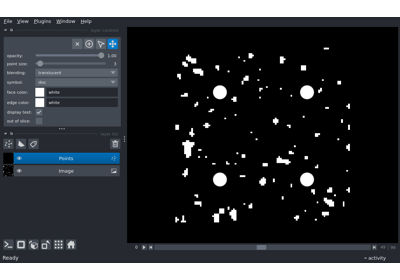 File View Plugins Window Help
opacity: 1.00
point size:
blending: translucent
symbol: disc
face color: white
edge color: white
display text:
out of slice:
Points
Image
0
Ready
activity